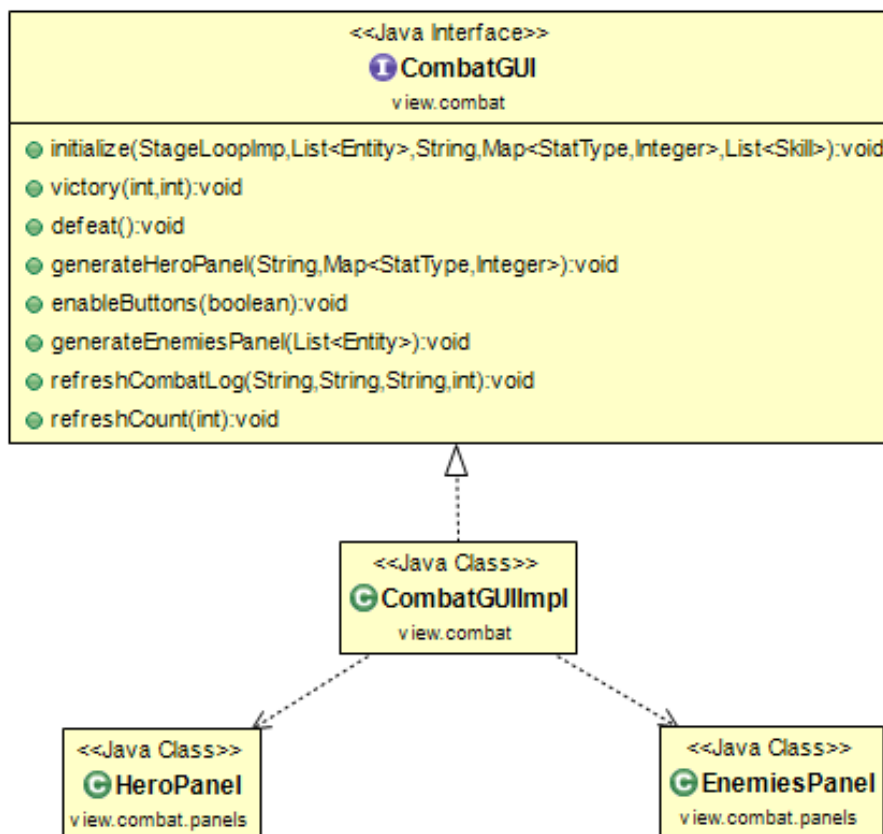 <<Java Interface>>
CombatGUI
view.combat
initialize(StageLoopImp,List<Entity>,String,Map<StatType,Integer>,List<Skill>):void
victory(int,int):void
defeat():void
generateHeroPanel(String,Map<StatType,Integer>):void
enableButtons(boolean):void
generateEnemiesPanel(List<Entity>):void
refreshCombatLog(String,String,String,int):void
refreshCount(int):void
<<Java Class>>
CombatGUIImpl
view.combat
<<Java Class>>
HeroPanel
view.combat.panels
<<Java Class>>
EnemiesPanel
view.combat.panels